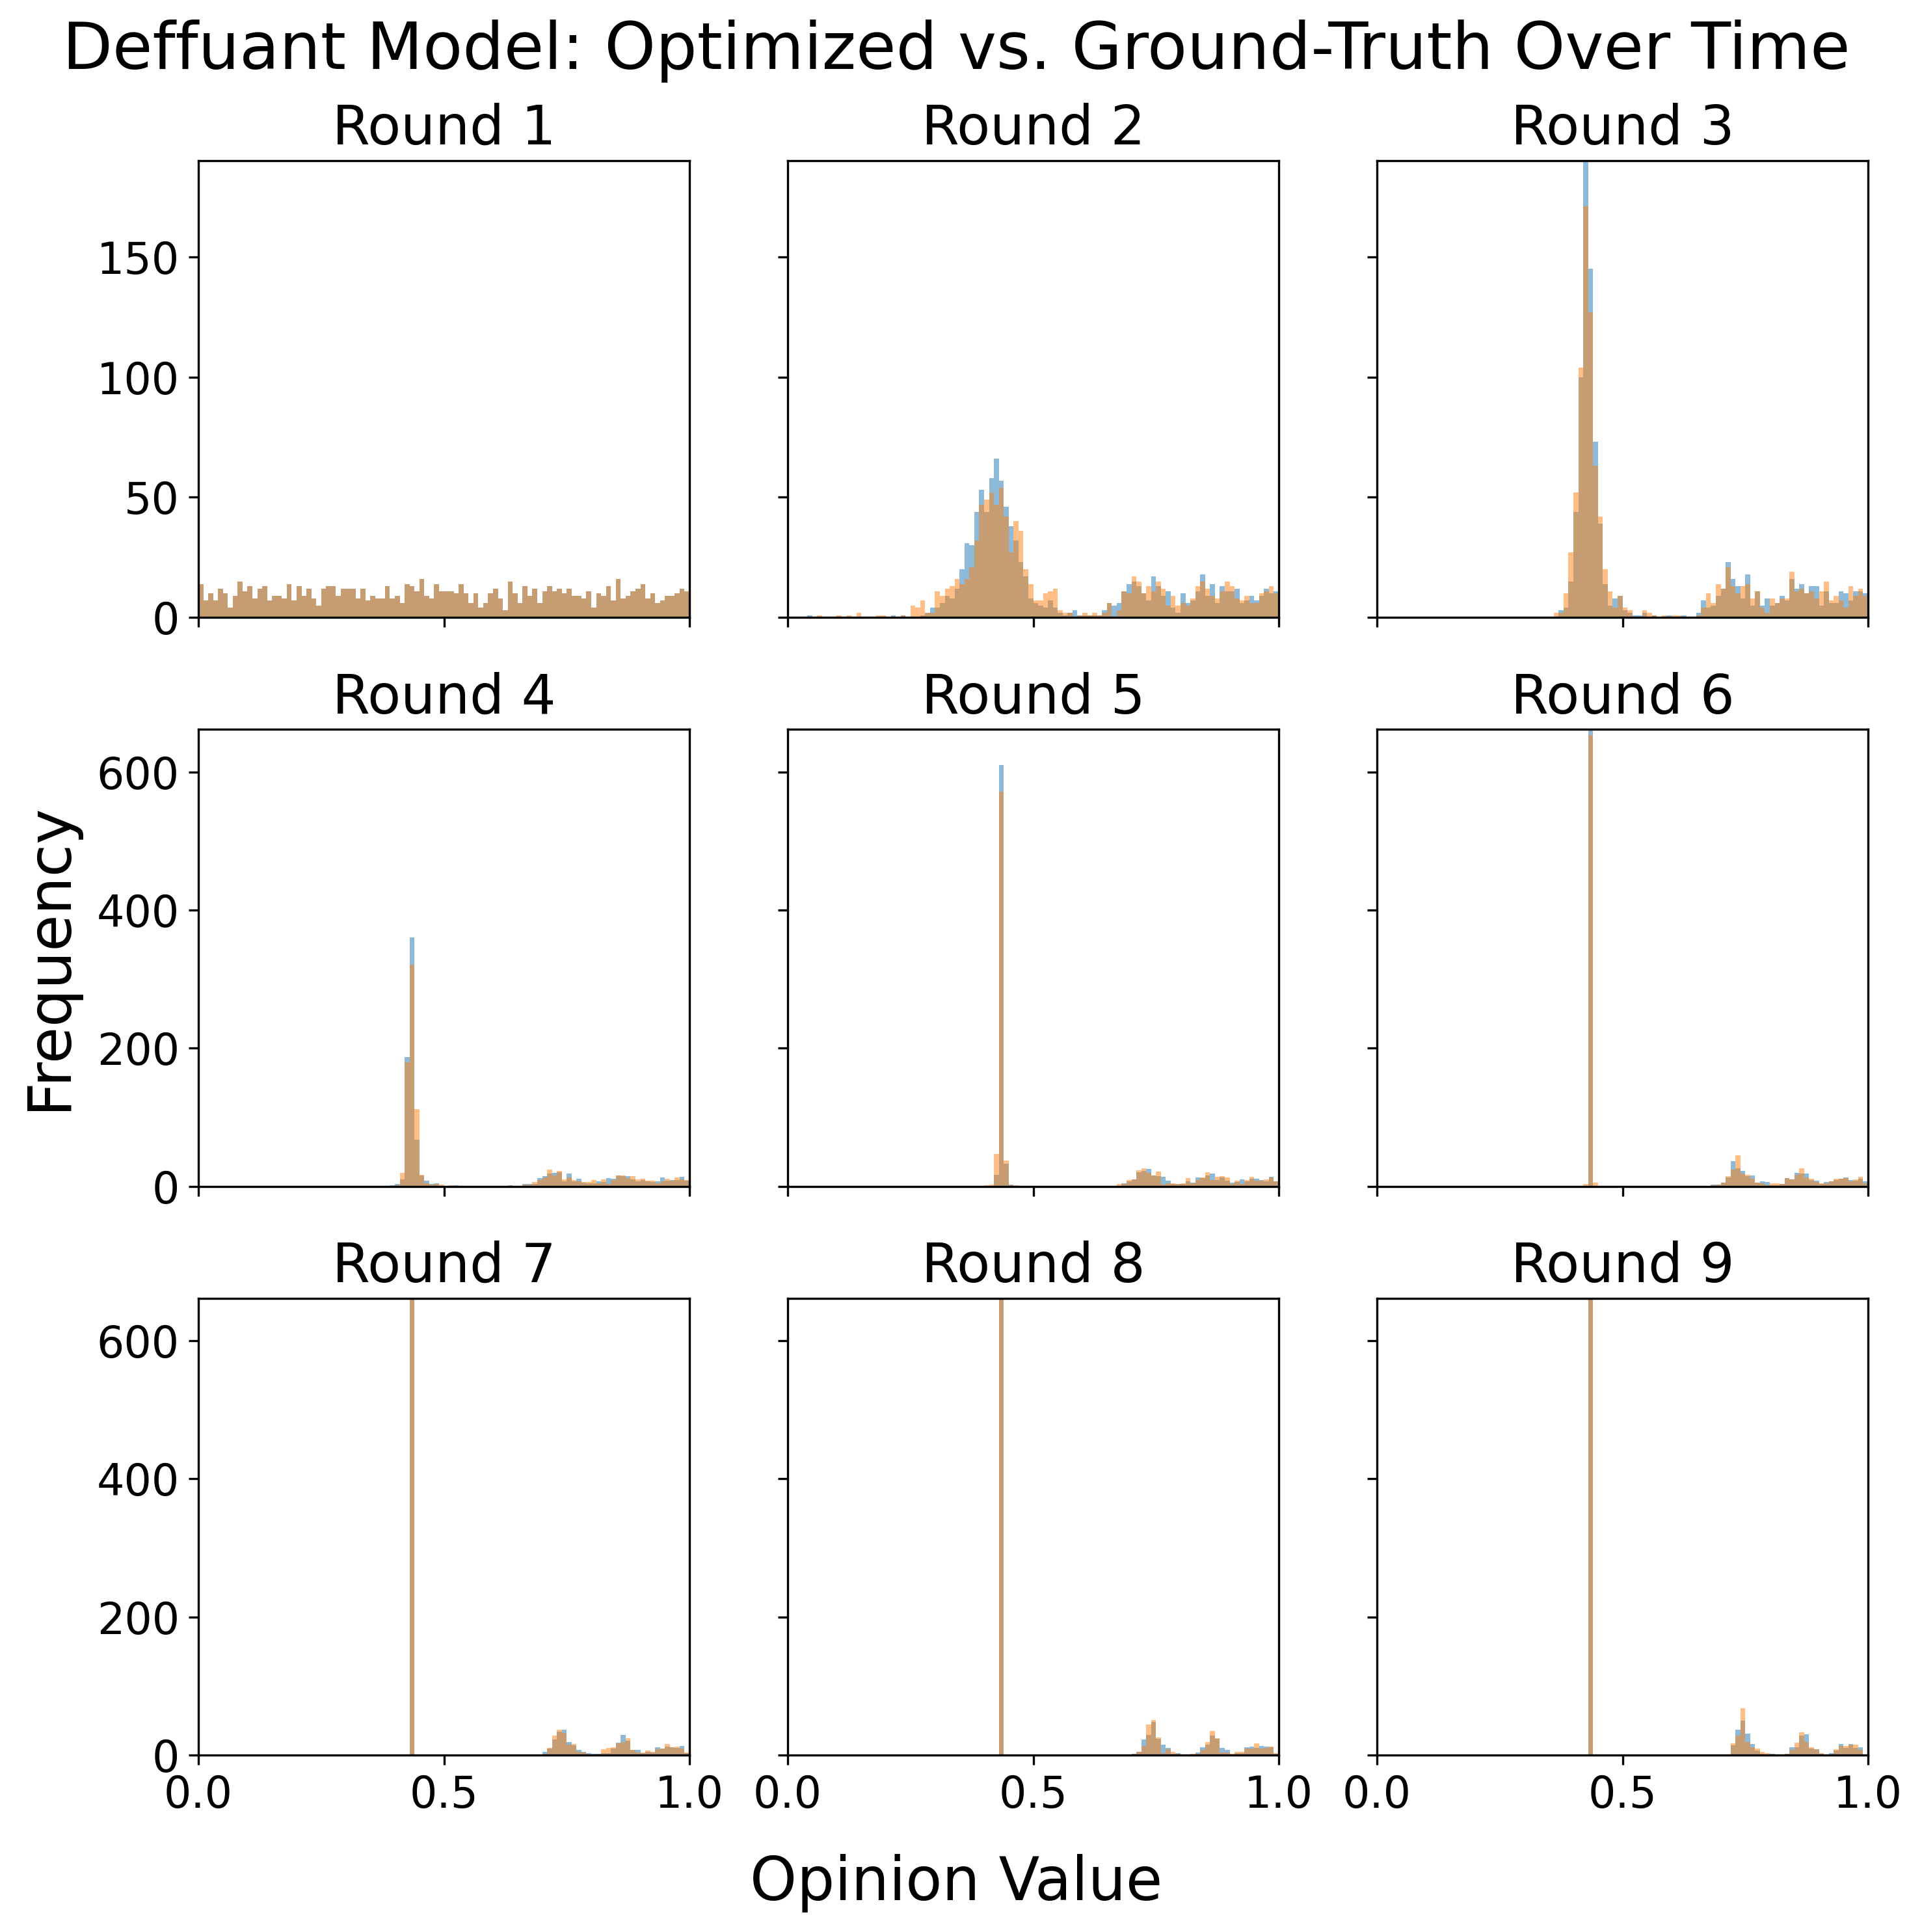 Deffuant Model: Optimized vs. Ground-Truth Over Time
Round 1
Round 2
Round 3
150
100
50
0
Round 4
Round 5
Round 6
600
400
200
0
Frequency
Round 7
Round 8
Round 9
600
400
200
0
0.0 0.5 1.0 0.0 0.5 1.0 0.0 0.5 1.0
Opinion Value